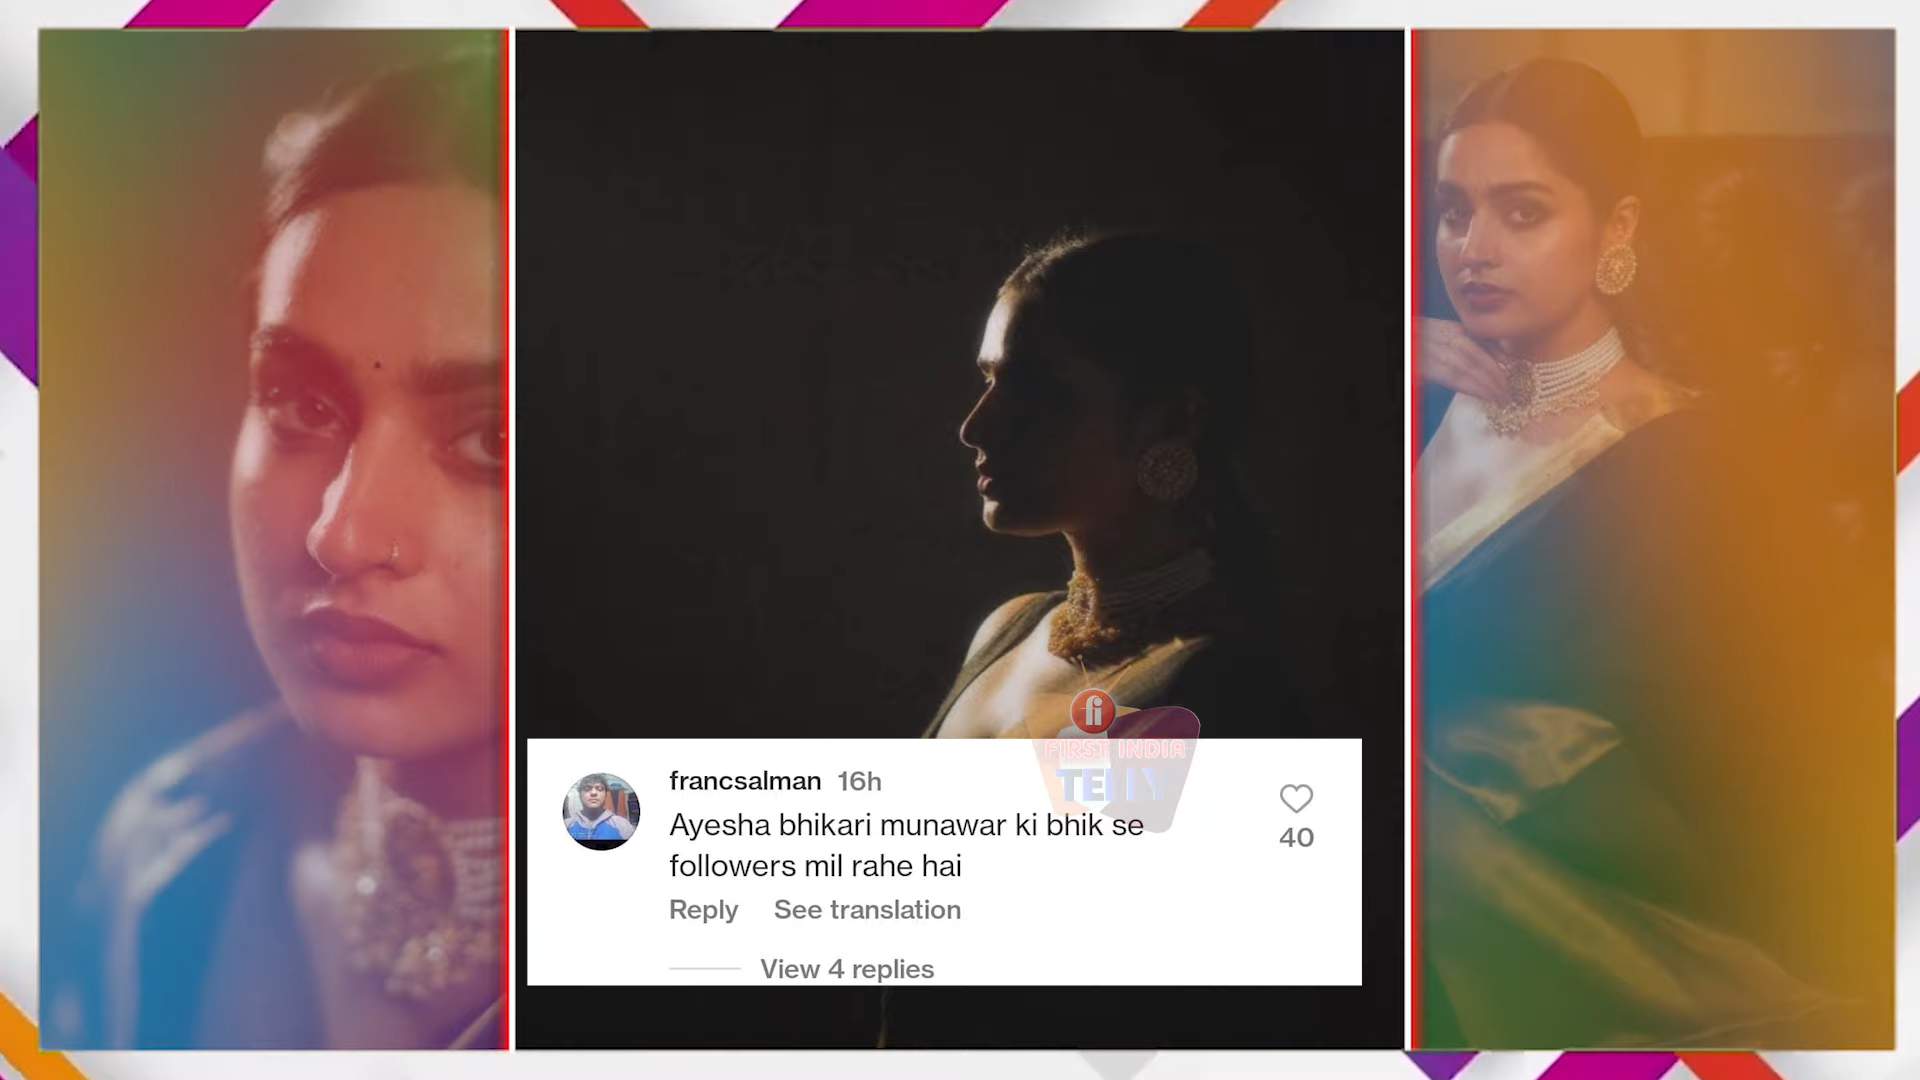 francsalman 16h
Ayesha bhikari munawar ki bhik se
followers mil rahe hai
40
Reply See translation
View 4 replies
fi
FIRST INDIA
TELLY